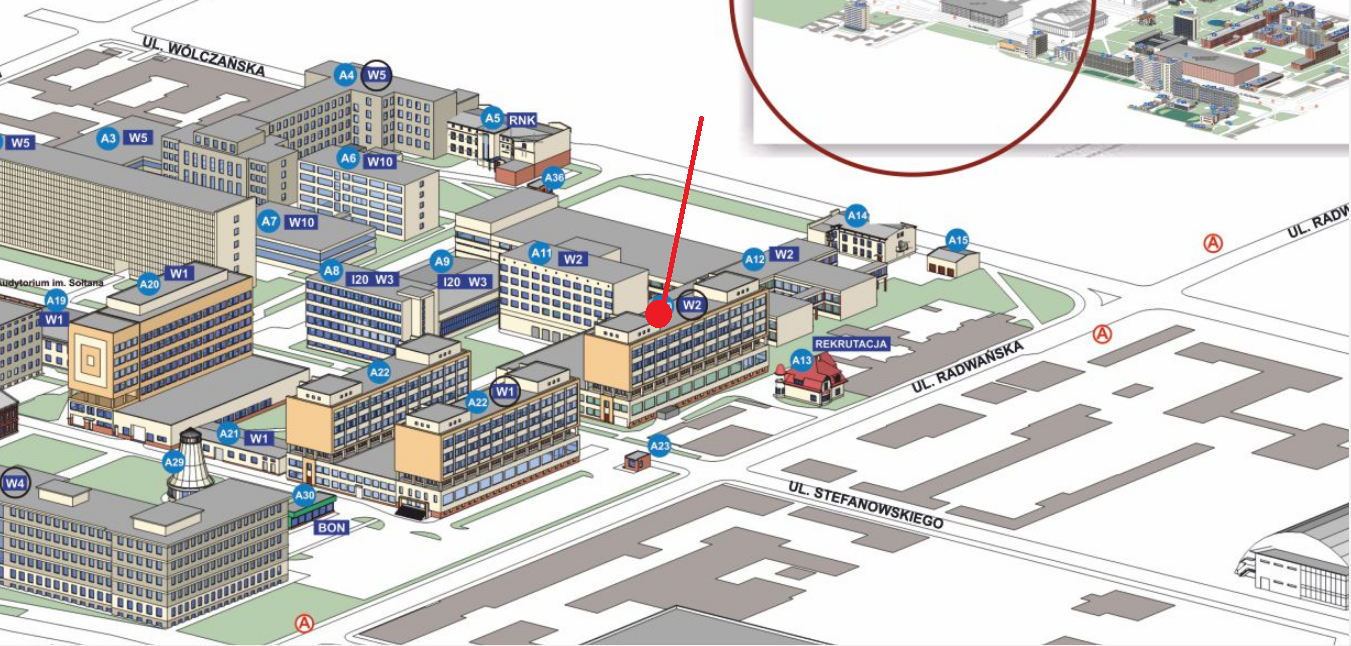 UL. WÓLCZAŃSKA
A4 W5
A5 RNK
W5
A3 W5
A6 W10
A36
A7 W10
A14
A15
UL. RADW
A
A11 W2
A12 W2
A8 I20 W3
A9 I20 W3
udytorium im. Sołtana
A20 W1
A19
W1
W2
A
REKRUTACJA
A13
UL. RADWAŃSKA
A22
A22 W1
A21 W1
A23
A29
W4
A30
BON
UL. STEFANOWSKIEGO
A